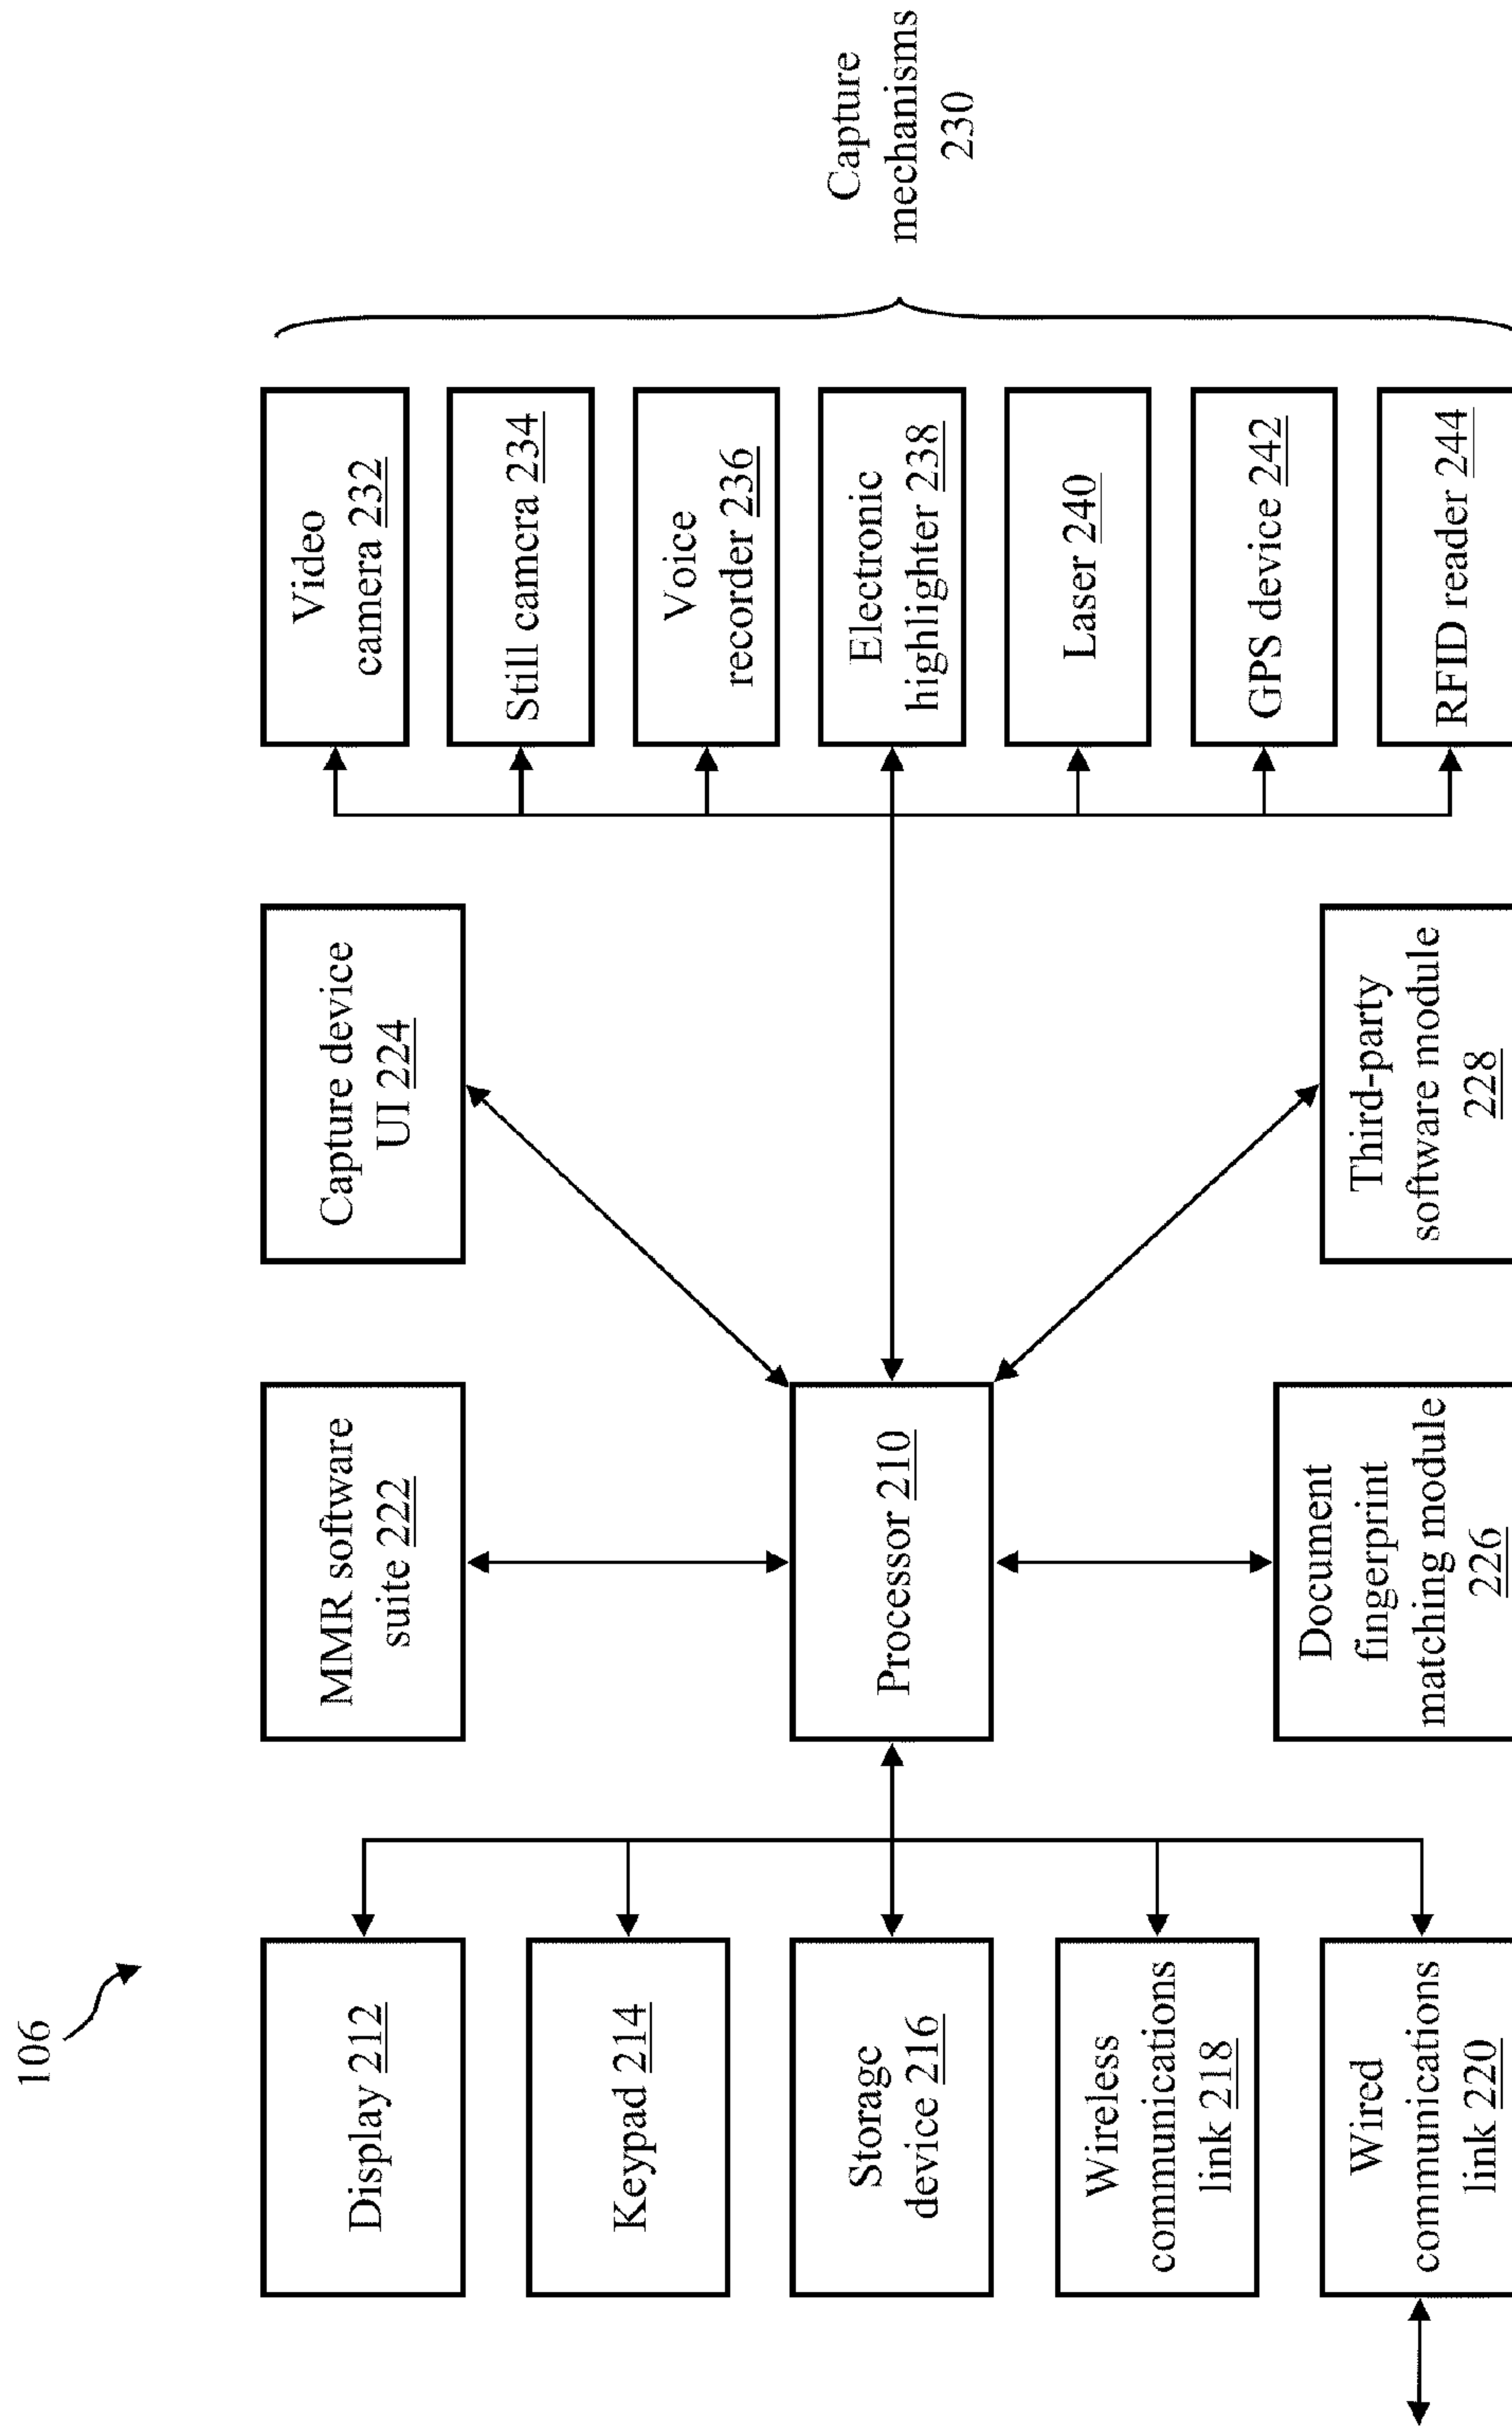 106
Display 212
Keypad 214
Storage
device 216
Wireless
communications
link 218
Wired
communications
link 220
MMR software
suite 222
Processor 210
Document
fingerprint
matching module
226
Capture device
UI 224
Third-party
software module
228
Video
camera 232
Still camera 234
Voice
recorder 236
Electronic
highlighter 238
Laser 240
GPS device 242
RFID reader 244
Capture
mechanisms
230